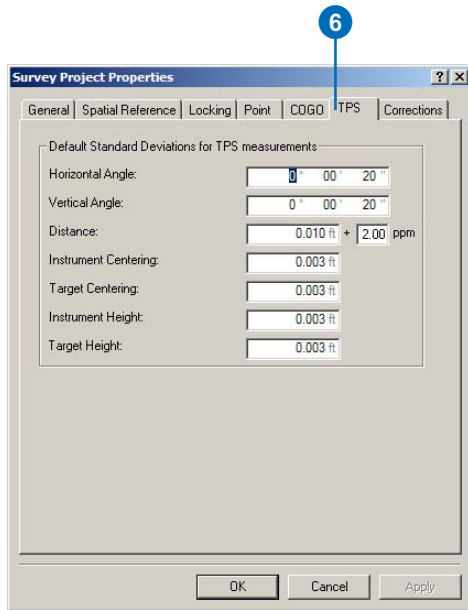 6
Survey Project Properties
General Spatial Reference Locking Point COGO TPS Corrections
Default Standard Deviations for TPS measurements
Horizontal Angle: 0 ° 00 ' 20 "
Vertical Angle: 0 ° 00 ' 20 "
Distance: 0.010 ft + 2.00 ppm
Instrument Centering: 0.003 ft
Target Centering: 0.003 ft
Instrument Height: 0.003 ft
Target Height: 0.003 ft
OK Cancel Apply